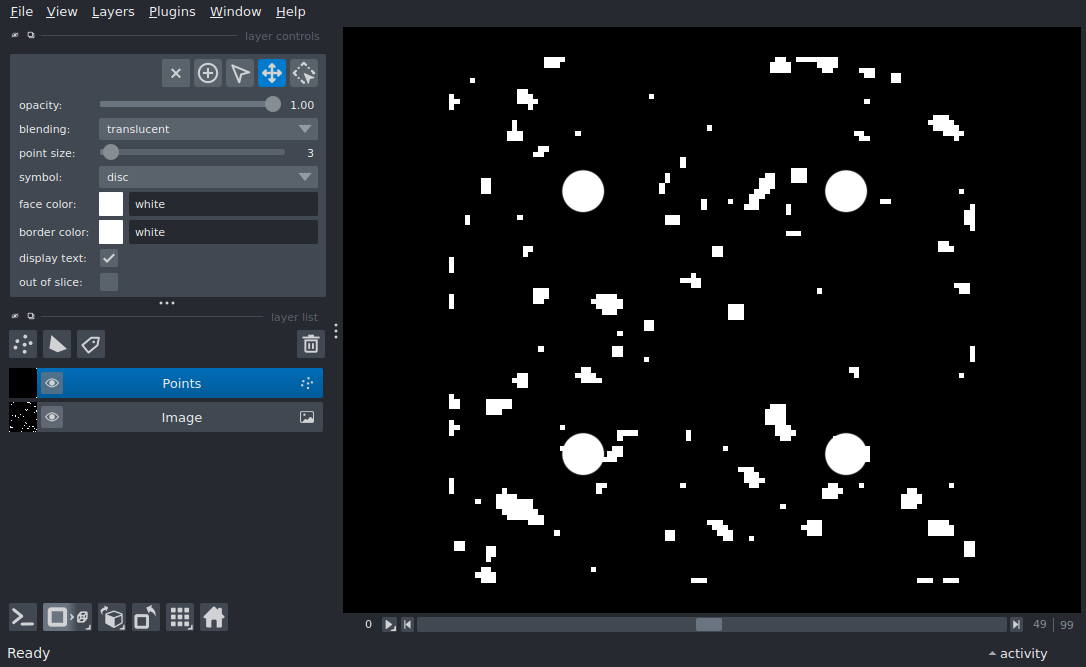 File View Layers Plugins Window Help
layer controls
opacity: 1.00
blending: translucent
point size: 3
symbol: disc
face color: white
border color: white
display text:
out of slice:
layer list
Points
Image
0 49 99
Ready activity